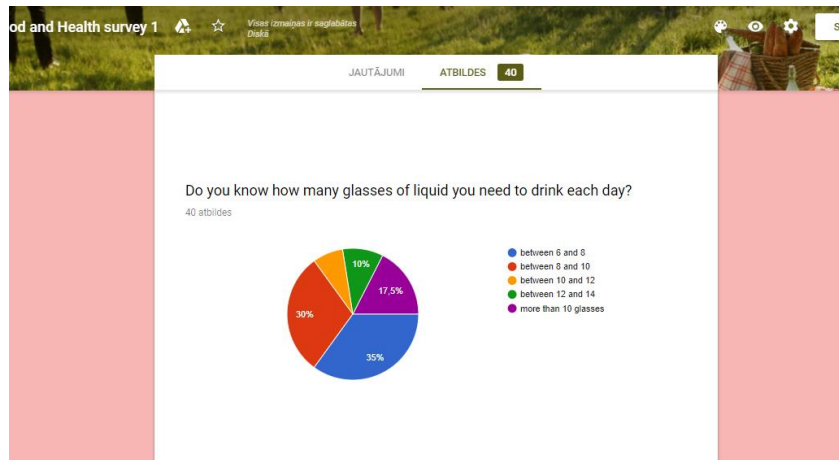 od and Health survey 1
Visas izmaiņas ir saglabātas
Diskā
S
JAUTĀJUMI ATBILDES 40
Do you know how many glasses of liquid you need to drink each day?
40 atbildes
between 6 and 8
between 8 and 10
between 10 and 12
between 12 and 14
more than 10 glasses
10%
17,5%
30%
35%